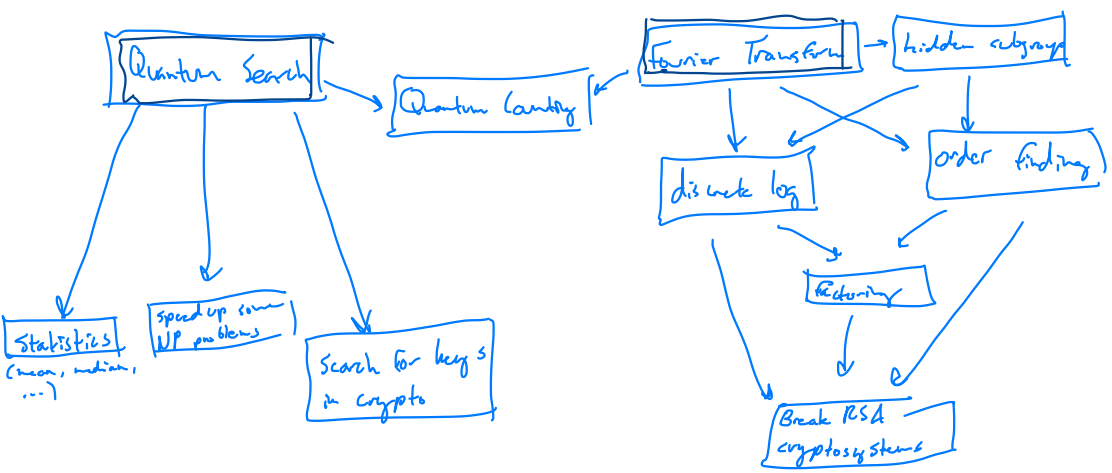 Quantum Search
Fourier Transform
hidden subgroup
Quantum Counting
discrete log
order finding
factoring
Statistics
(mean, median,
...)
Speed up some
NP problems
Search for keys
in crypto
Break RSA
cryptosystems